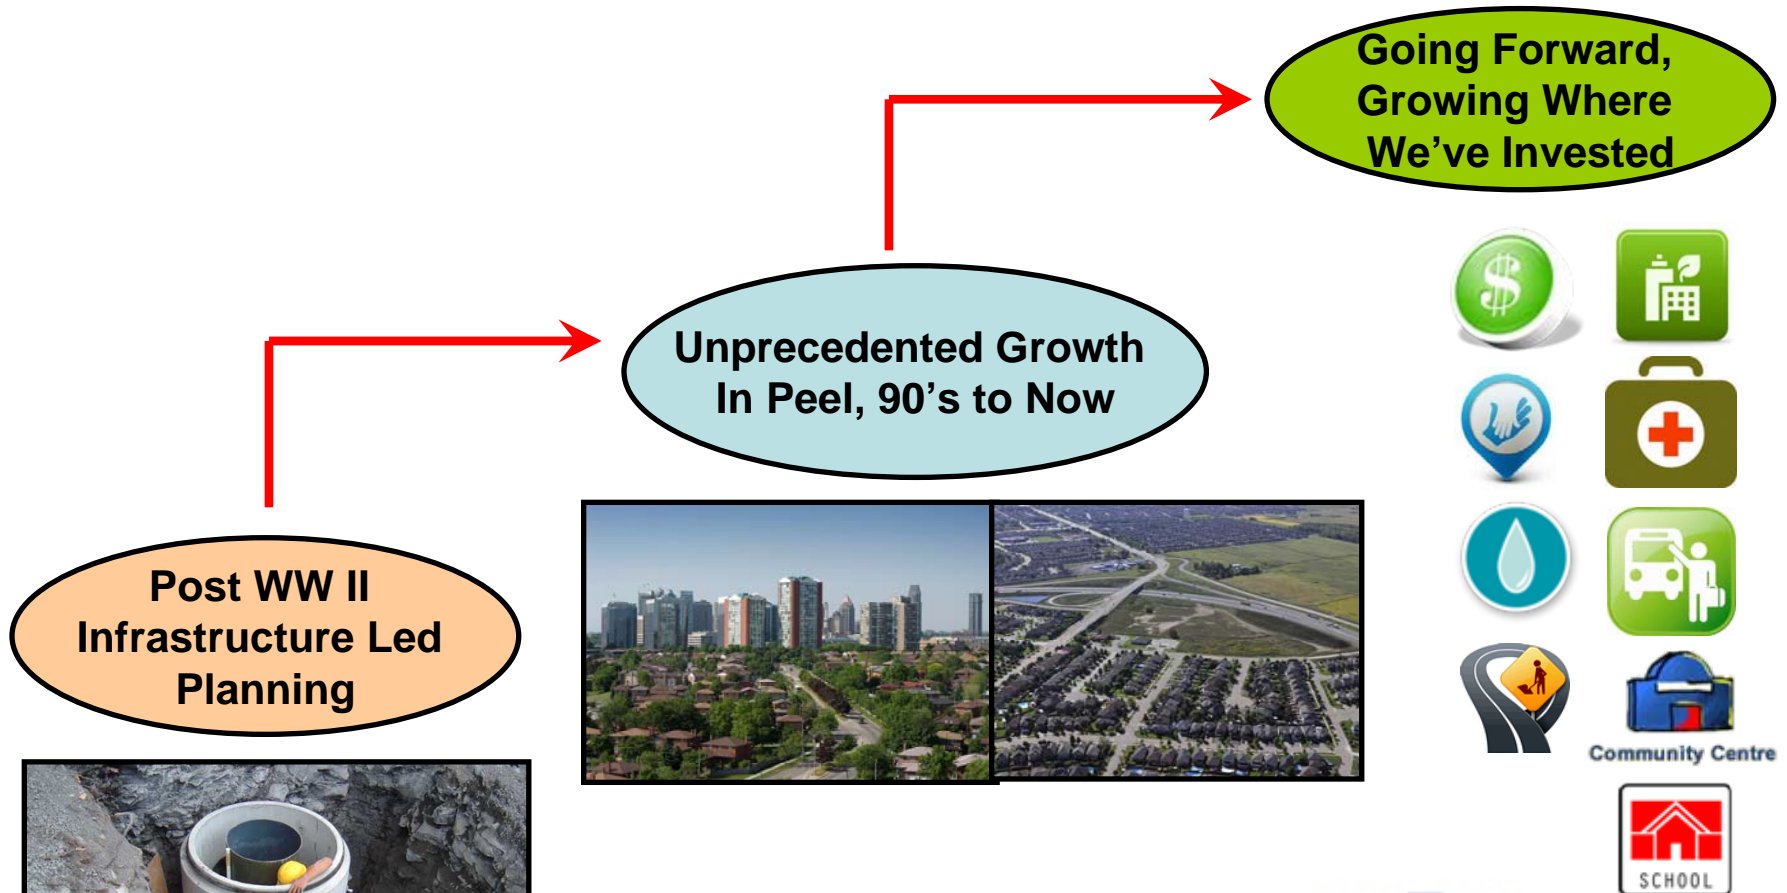 Going Forward,
Growing Where
We've Invested
Unprecedented Growth
In Peel, 90's to Now
Post WW II
Infrastructure Led
Planning
$
Community Centre
SCHOOL